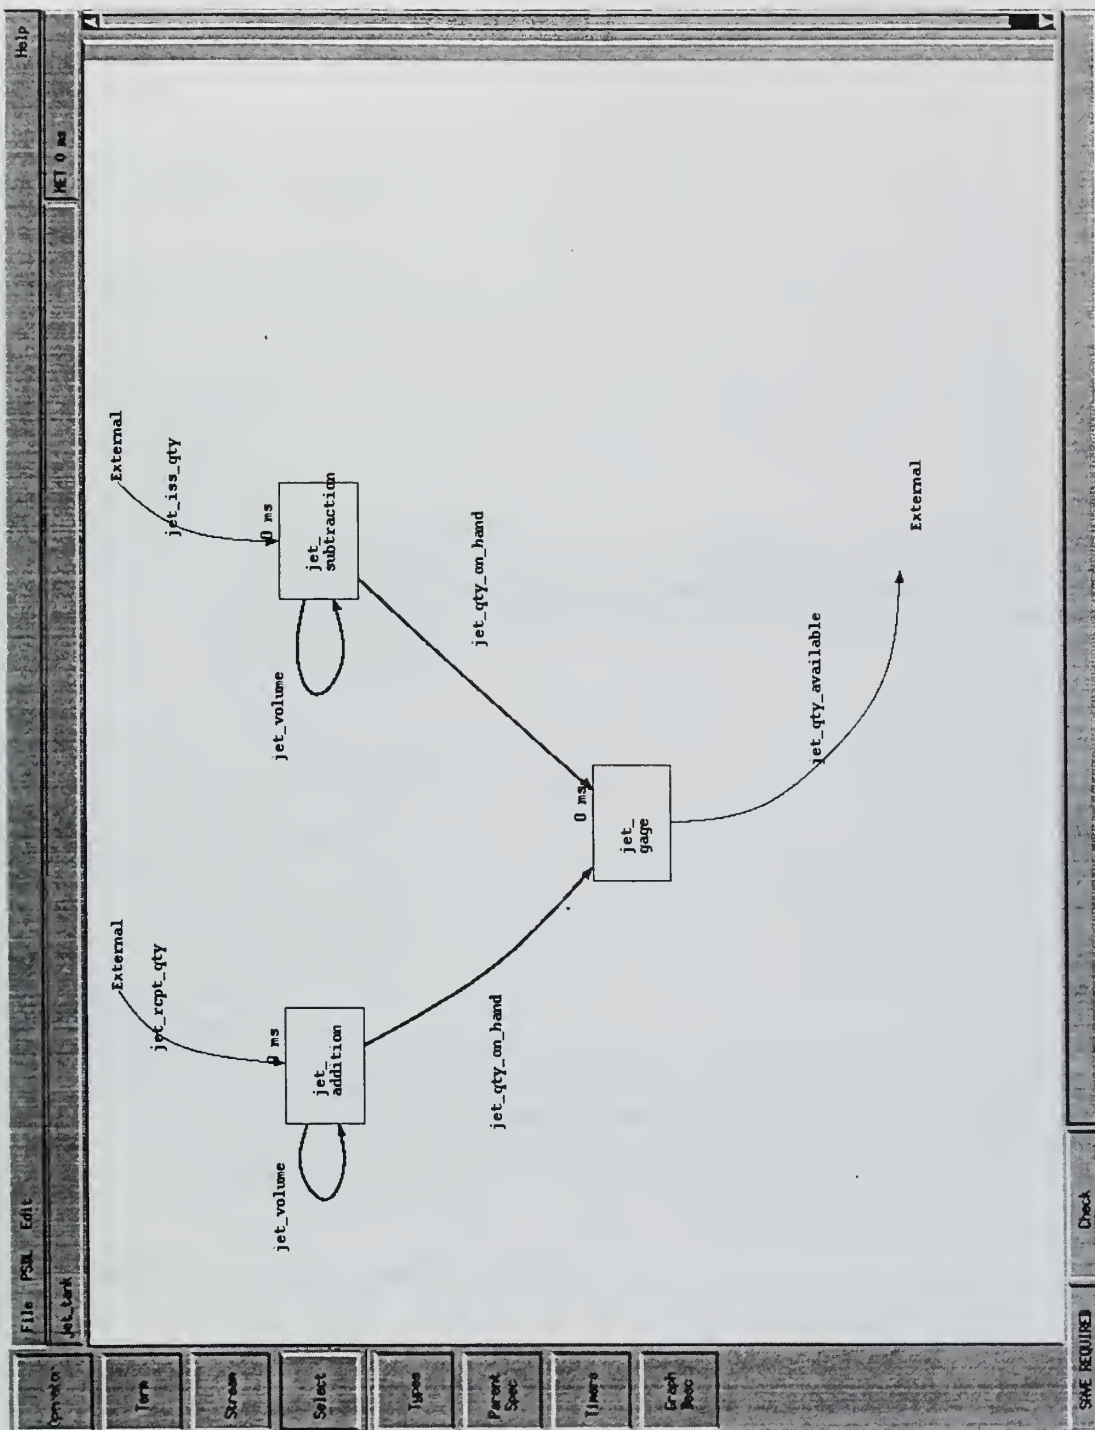 File PSDL Edit Help
jet_tank MET 0 ms
Operator
Term
Stream
Select
Types
Parent
Spec
Timers
Graph
Desc
External
jet_rcpt_qty
0 ms
jet_
addition
jet_volume
jet_qty_on_hand
External
jet_iss_qty
0 ms
jet_
subtraction
jet_volume
jet_qty_on_hand
0 ms
jet_
gage
jet_qty_available
External
SAVE REQUIRED Check